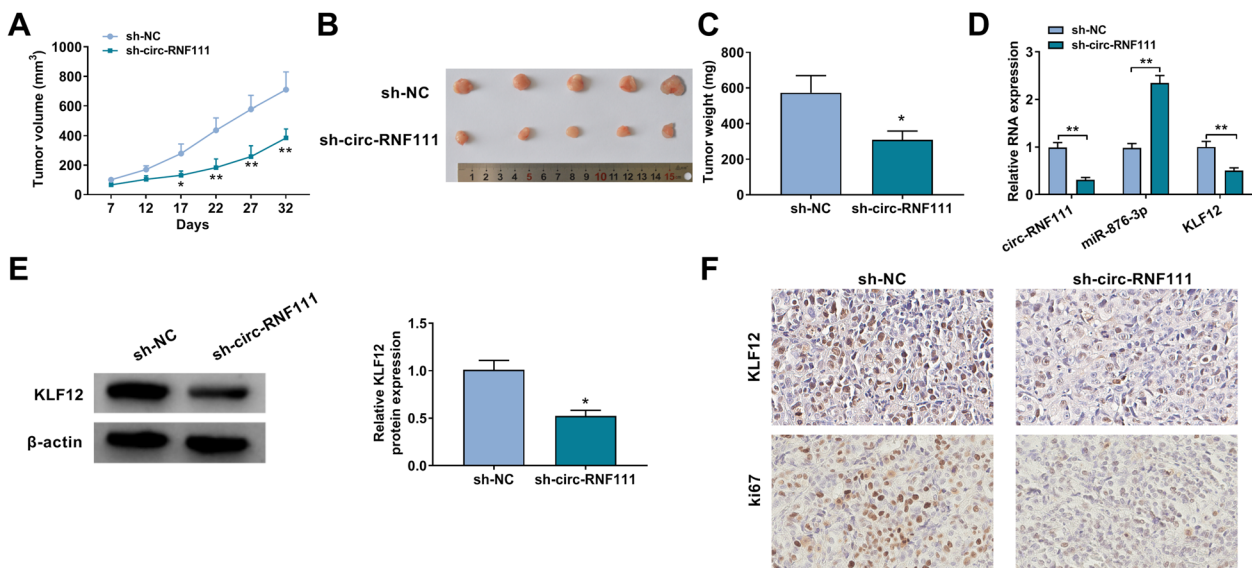 A
sh-NC
sh-circ-RNF111
Tumor volume (mm³)
1000
800
600
400
200
0
*
**
**
**
7 12 17 22 27 32
Days
B
sh-NC
sh-circ-RNF111
1 2 3 4 5 6 7 8 9 10 11 12 13 14 15
C
Tumor weight (mg)
800
600
400
200
0
*
sh-NC
sh-circ-RNF111
D
sh-NC
sh-circ-RNF111
Relative RNA expression
3
2
1
0
**
**
**
circ-RNF111
miR-876-3p
KLF12
E
sh-NC
sh-circ-RNF111
KLF12
β-actin
Relative KLF12
protein expression
1.5
1.0
0.5
0.0
*
sh-NC
sh-circ-RNF111
F
sh-NC
sh-circ-RNF111
KLF12
ki67